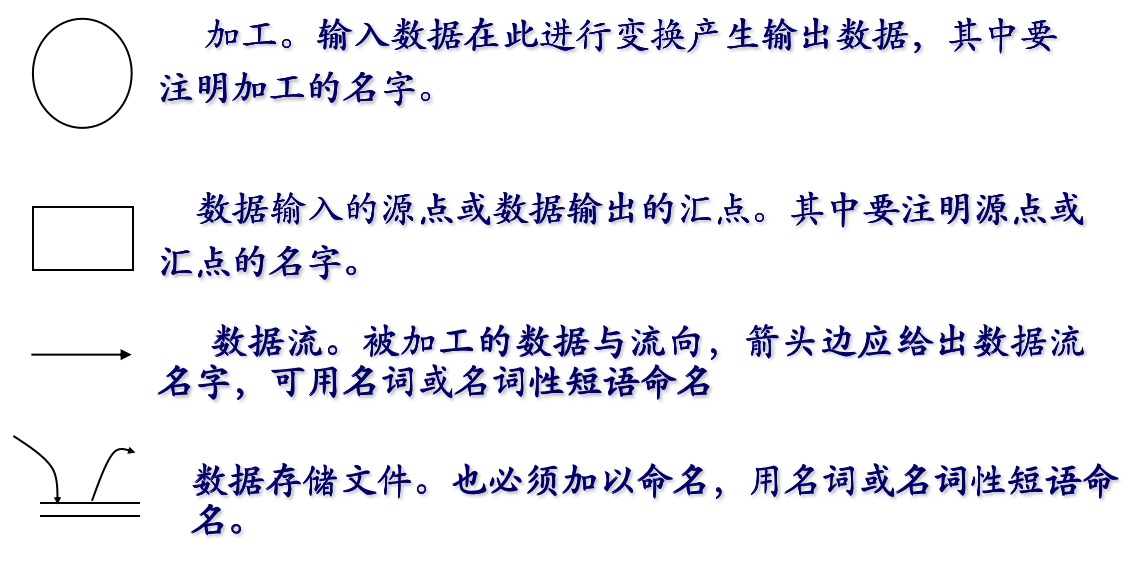 加工。输入数据在此进行变换产生输出数据，其中要
注明加工的名字。
数据输入的源点或数据输出的汇点。其中要注明源点或
汇点的名字。
数据流。被加工的数据与流向，箭头边应给出数据流
名字，可用名词或名词性短语命名
数据存储文件。也必须加以命名，用名词或名词性短语命
名。